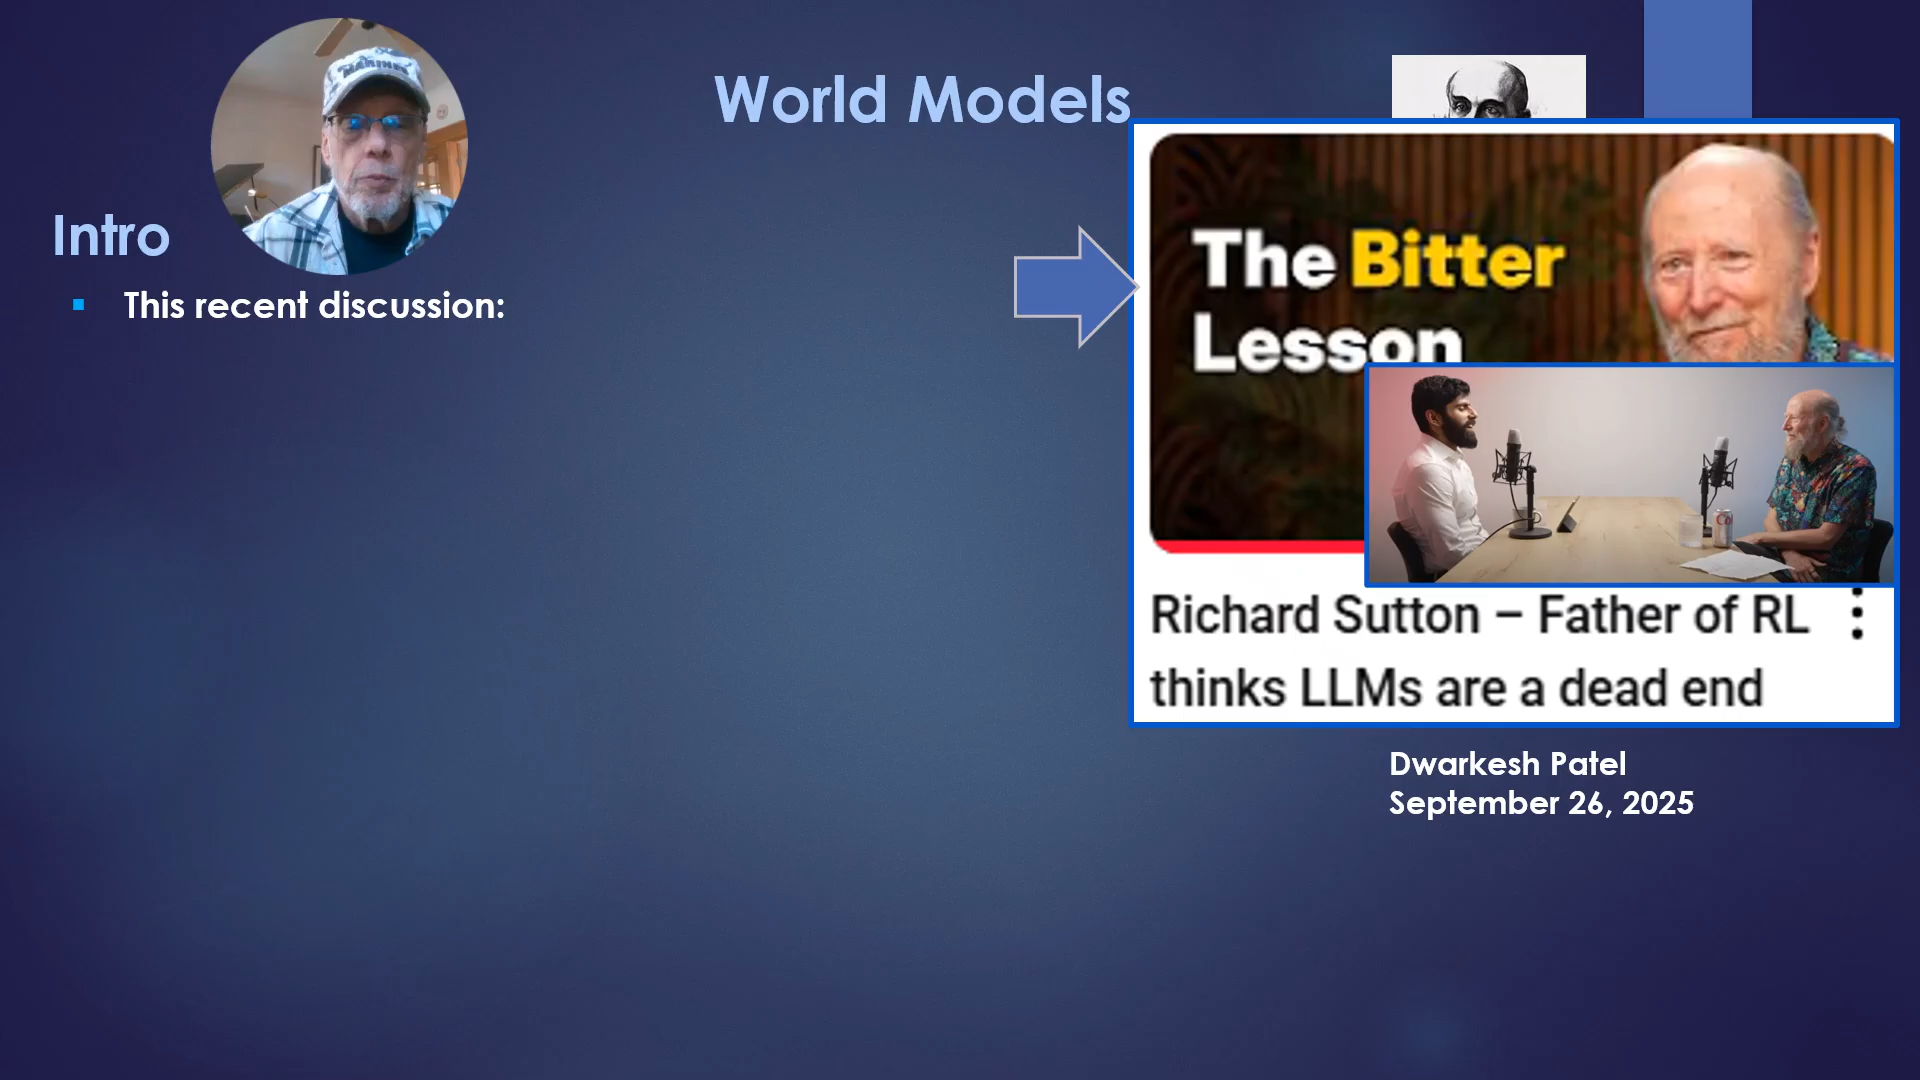 World Models
MARINES
Intro
This recent discussion:
The Bitter
Lesson
Richard Sutton – Father of RL
thinks LLMs are a dead end
Dwarkesh Patel
September 26, 2025